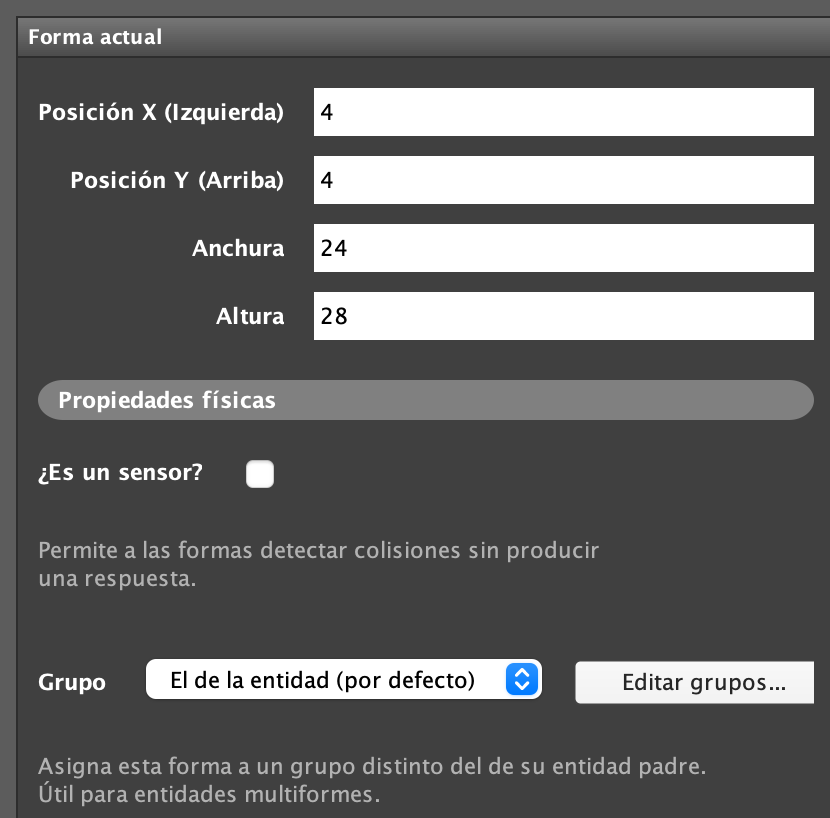 Forma actual
Posición X (Izquierda) 4
Posición Y (Arriba) 4
Anchura 24
Altura 28
Propiedades físicas
¿Es un sensor?
Permite a las formas detectar colisiones sin producir
una respuesta.
Grupo El de la entidad (por defecto) Editar grupos...
Asigna esta forma a un grupo distinto del de su entidad padre.
Útil para entidades multiformes.